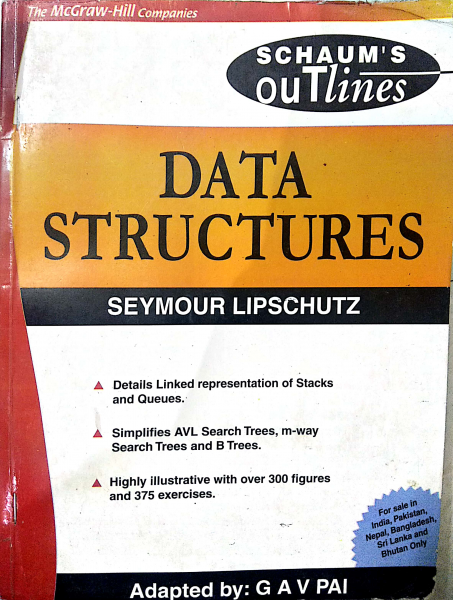 The McGraw-Hill Companies
SCHAUM'S
ouTlines
DATA
STRUCTURES
SEYMOUR LIPSCHUTZ
Details Linked representation of Stacks
and Queues.
Simplifies AVL Search Trees, m-way
Search Trees and B Trees.
Highly illustrative with over 300 figures
and 375 exercises.
For sale in
India, Pakistan,
Nepal, Bangladesh,
Sri Lanka and
Bhutan Only
Adapted by: G A V PAI